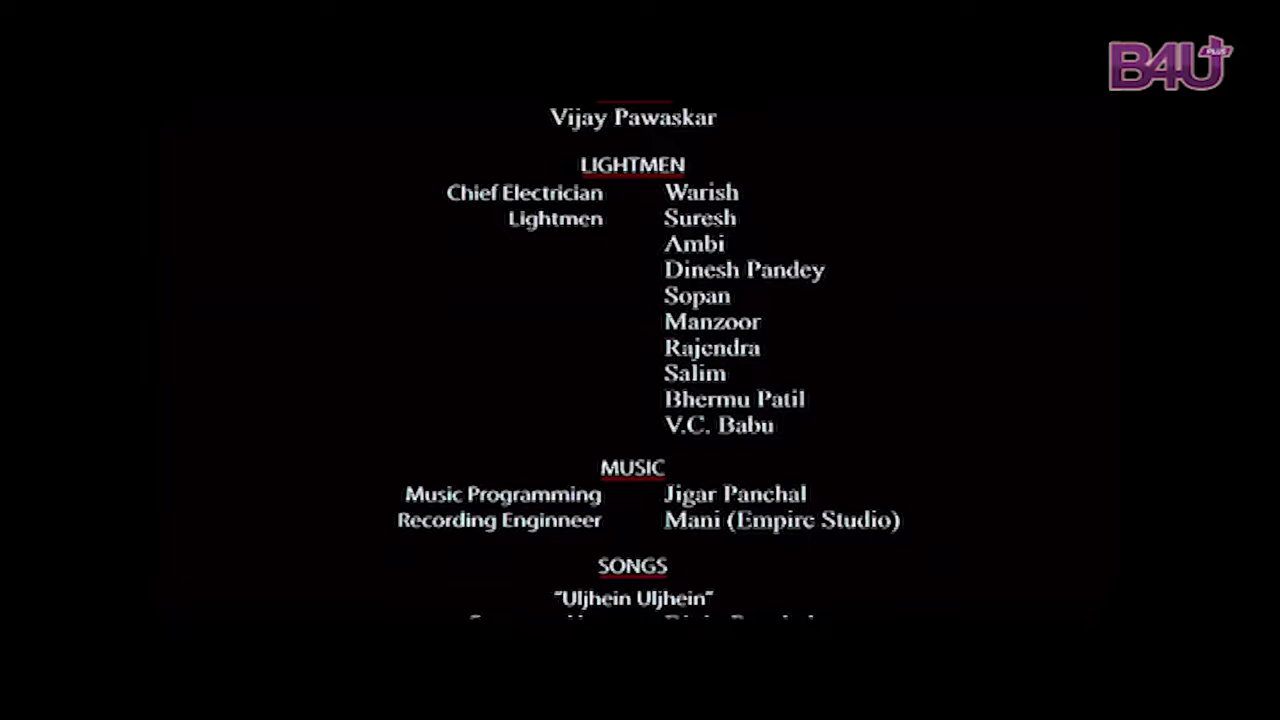 B4U PLUS
Vijay Pawaskar
LIGHTMEN
Chief Electrician Warish
Lightmen Suresh
Ambi
Dinesh Pandey
Sopan
Manzoor
Rajendra
Salim
Bhermu Patil
V.C. Babu
MUSIC
Music Programming Jigar Panchal
Recording Enginneer Mani (Empire Studio)
SONGS
“Uljhein Uljhein”